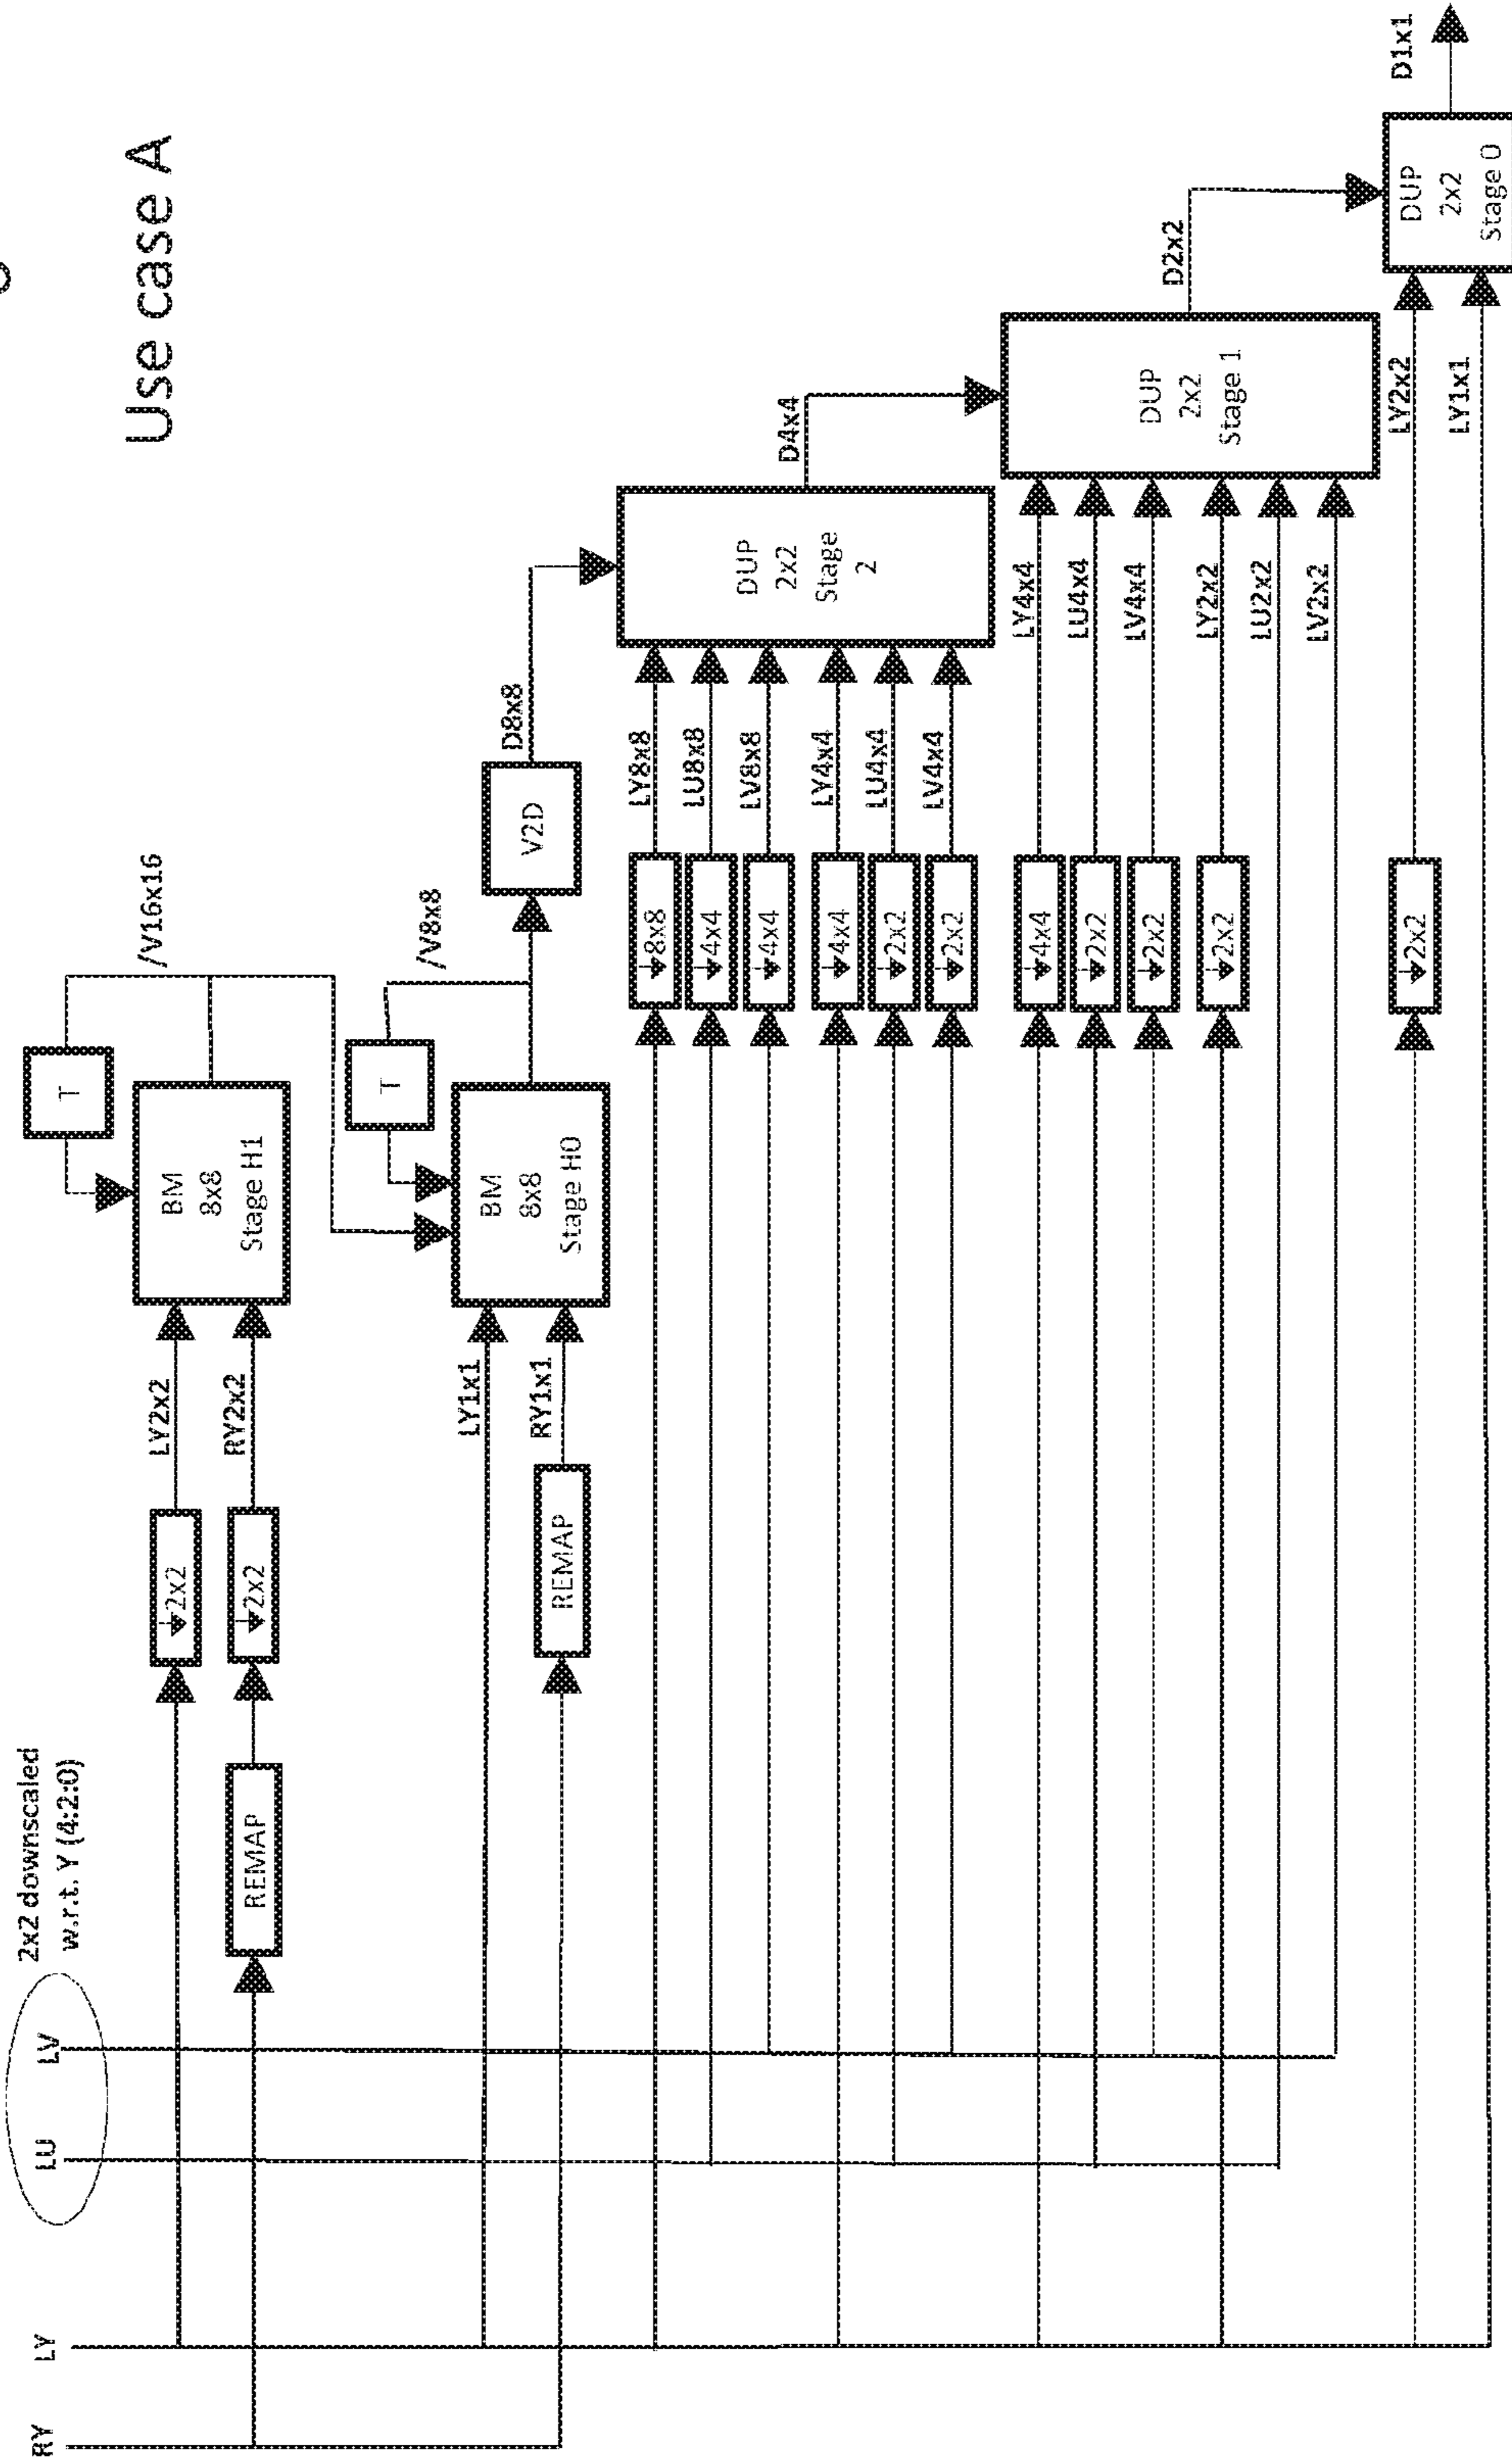 Use case A
2x2 downscaled
w.r.t. Y (4:2:0)
RY
LY
LU
LV
REMAP
↓2x2
↓2x2
LY2x2
RY2x2
BM
8x8
Stage H1
T
/V16x16
REMAP
LY1x1
RY1x1
BM
8x8
Stage H0
T
/V8x8
V2D
D8x8
↓8x8
↓4x4
↓4x4
↓4x4
↓2x2
↓2x2
LY8x8
LU8x8
LV8x8
LY4x4
LU4x4
LV4x4
DUP
2x2
Stage
2
D4x4
↓4x4
↓2x2
↓2x2
↓2x2
LY4x4
LU4x4
LV4x4
LY2x2
LU2x2
LV2x2
DUP
2x2
Stage 1
D2x2
↓2x2
LY2x2
LY1x1
DUP
2x2
Stage 0
D1x1